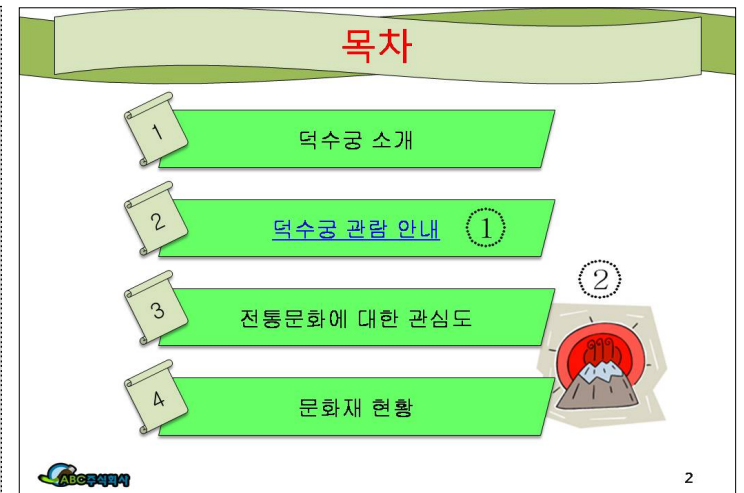 목차
1
덕수궁 소개
2
덕수궁 관람 안내 ①
3
전통문화에 대한 관심도
②
4
문화재 현황
ABC주식회사
2